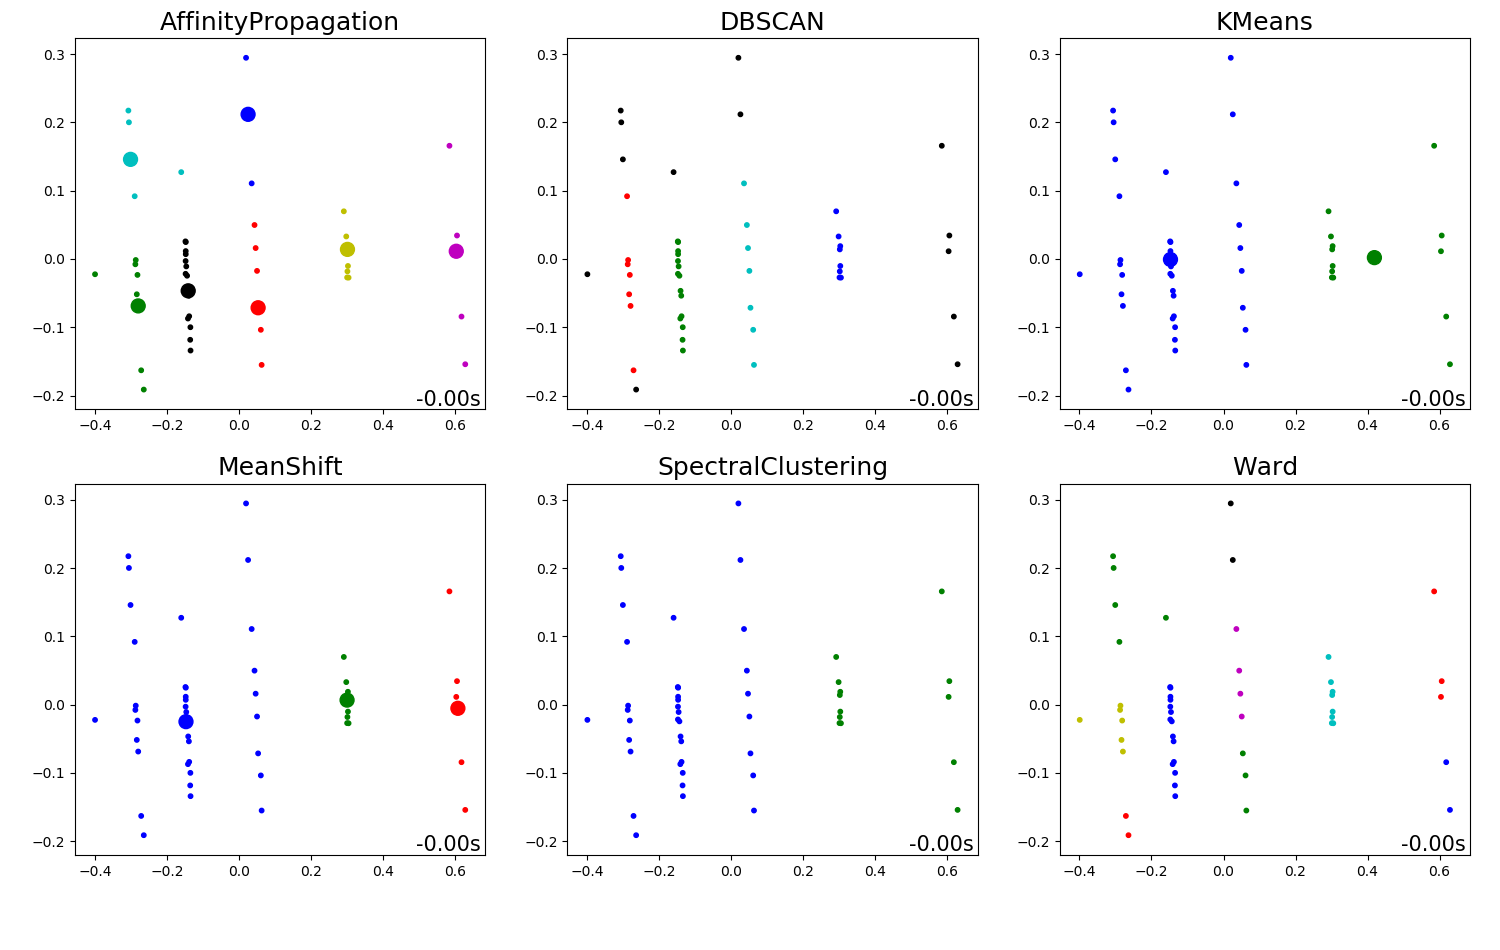 AffinityPropagation DBSCAN KMeans
0.3 0.3 0.3
0.2 0.2 0.2
0.1 0.1 0.1
0.0 0.0 0.0
−0.1 −0.1 −0.1
−0.2 -0.00s −0.2 -0.00s −0.2 -0.00s
−0.4 −0.2 0.0 0.2 0.4 0.6 −0.4 −0.2 0.0 0.2 0.4 0.6 −0.4 −0.2 0.0 0.2 0.4 0.6
MeanShift SpectralClustering Ward
0.3 0.3 0.3
0.2 0.2 0.2
0.1 0.1 0.1
0.0 0.0 0.0
−0.1 −0.1 −0.1
−0.2 -0.00s −0.2 -0.00s −0.2 -0.00s
−0.4 −0.2 0.0 0.2 0.4 0.6 −0.4 −0.2 0.0 0.2 0.4 0.6 −0.4 −0.2 0.0 0.2 0.4 0.6